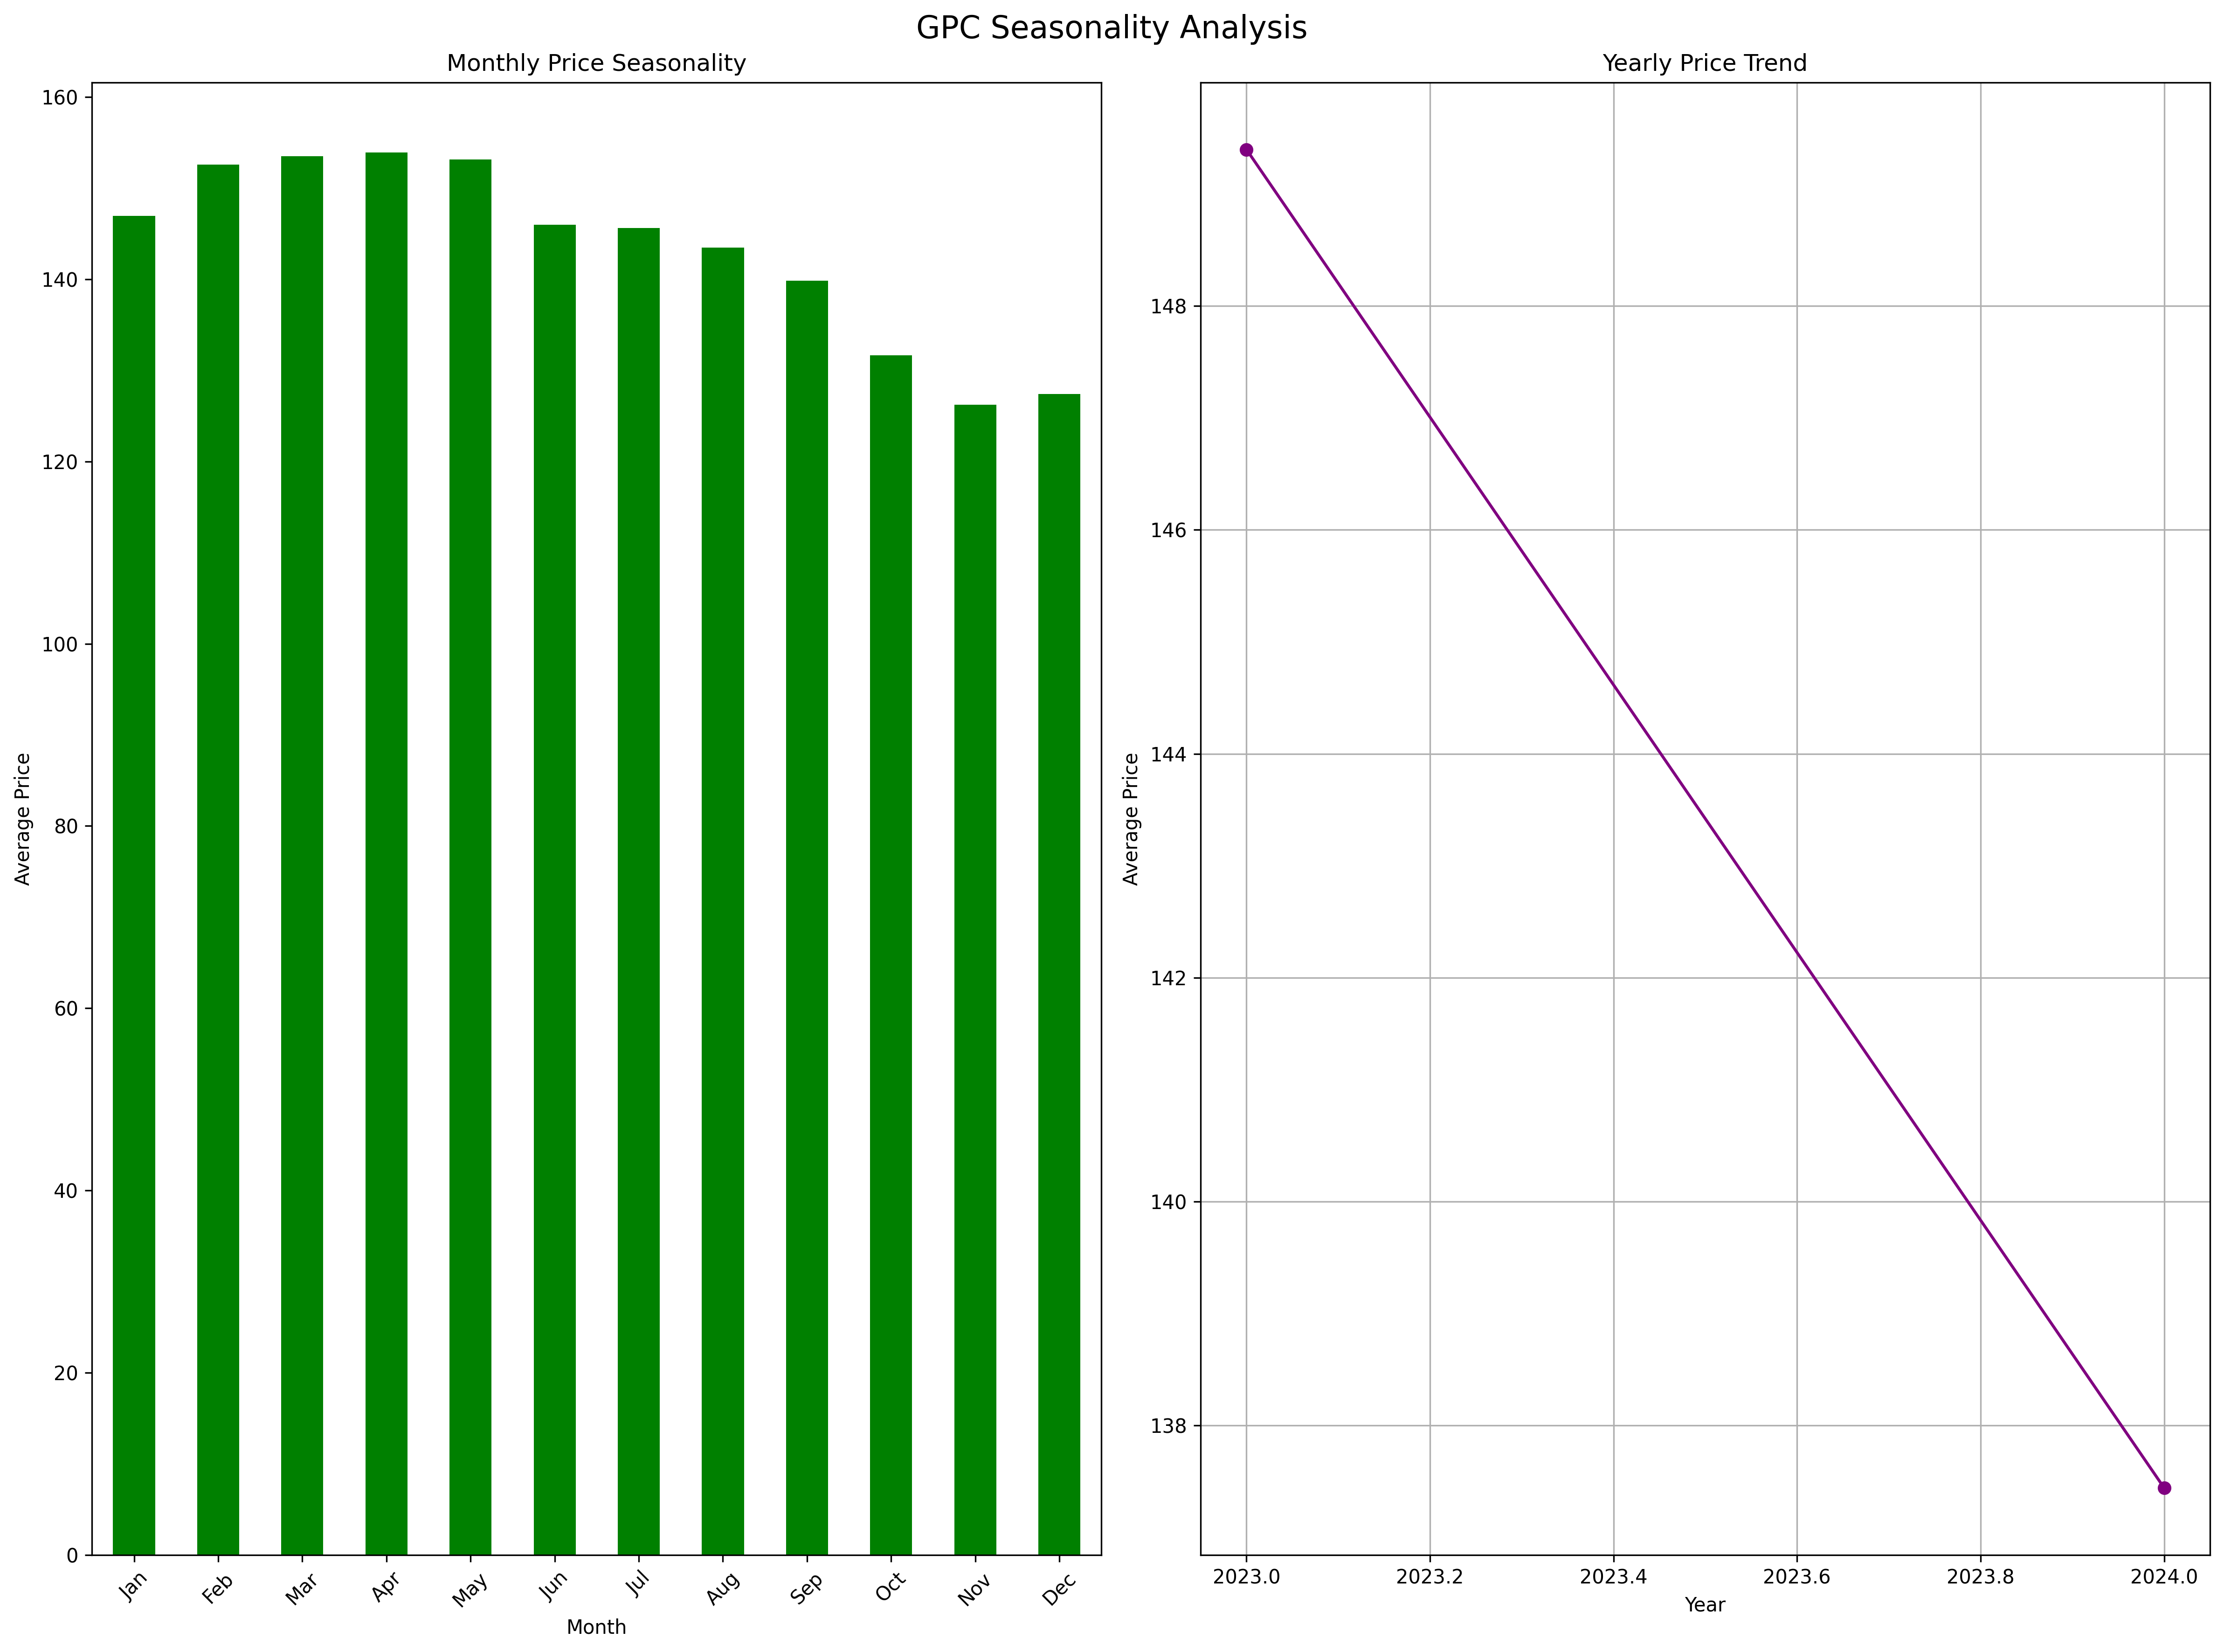 GPC Seasonality Analysis
Monthly Price Seasonality
160
140
120
100
80
60
40
20
0
Average Price
Jan
Feb
Mar
Apr
May
Jun
Jul
Aug
Sep
Oct
Nov
Dec
Month
Yearly Price Trend
148
146
144
142
140
138
Average Price
2023.0
2023.2
2023.4
2023.6
2023.8
2024.0
Year